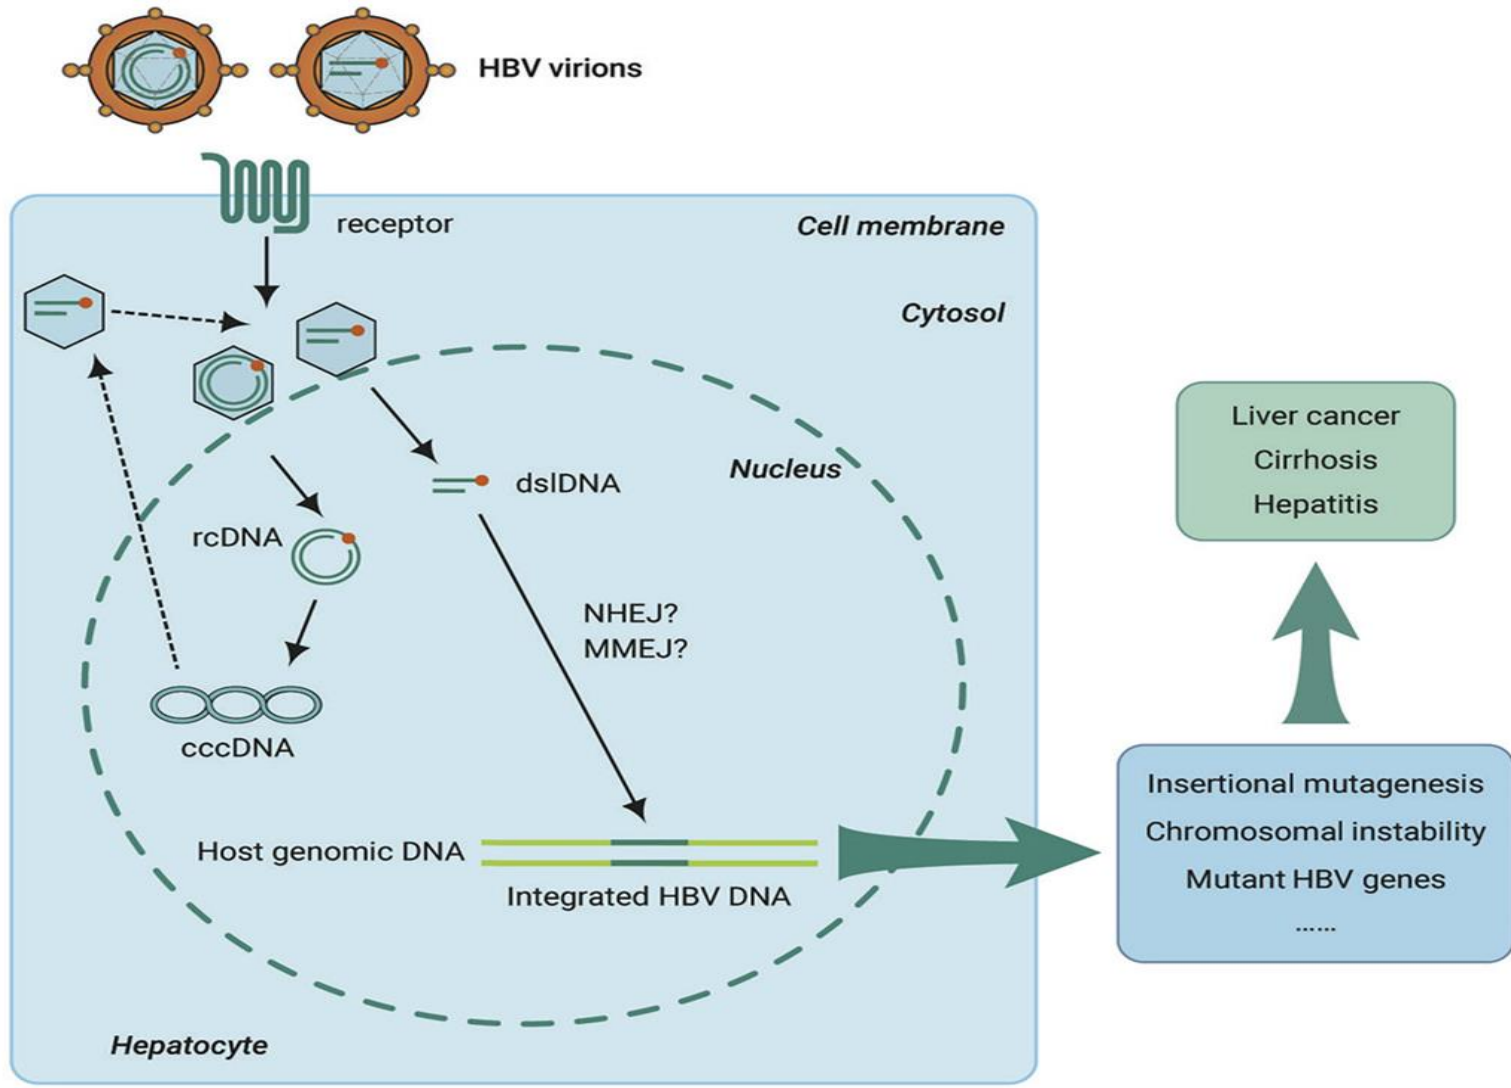 HBV virions
receptor
Cell membrane
Cytosol
Nucleus
dslDNA
rcDNA
NHEJ?
MMEJ?
cccDNA
Host genomic DNA
Integrated HBV DNA
Hepatocyte
Liver cancer
Cirrhosis
Hepatitis
Insertional mutagenesis
Chromosomal instability
Mutant HBV genes
......